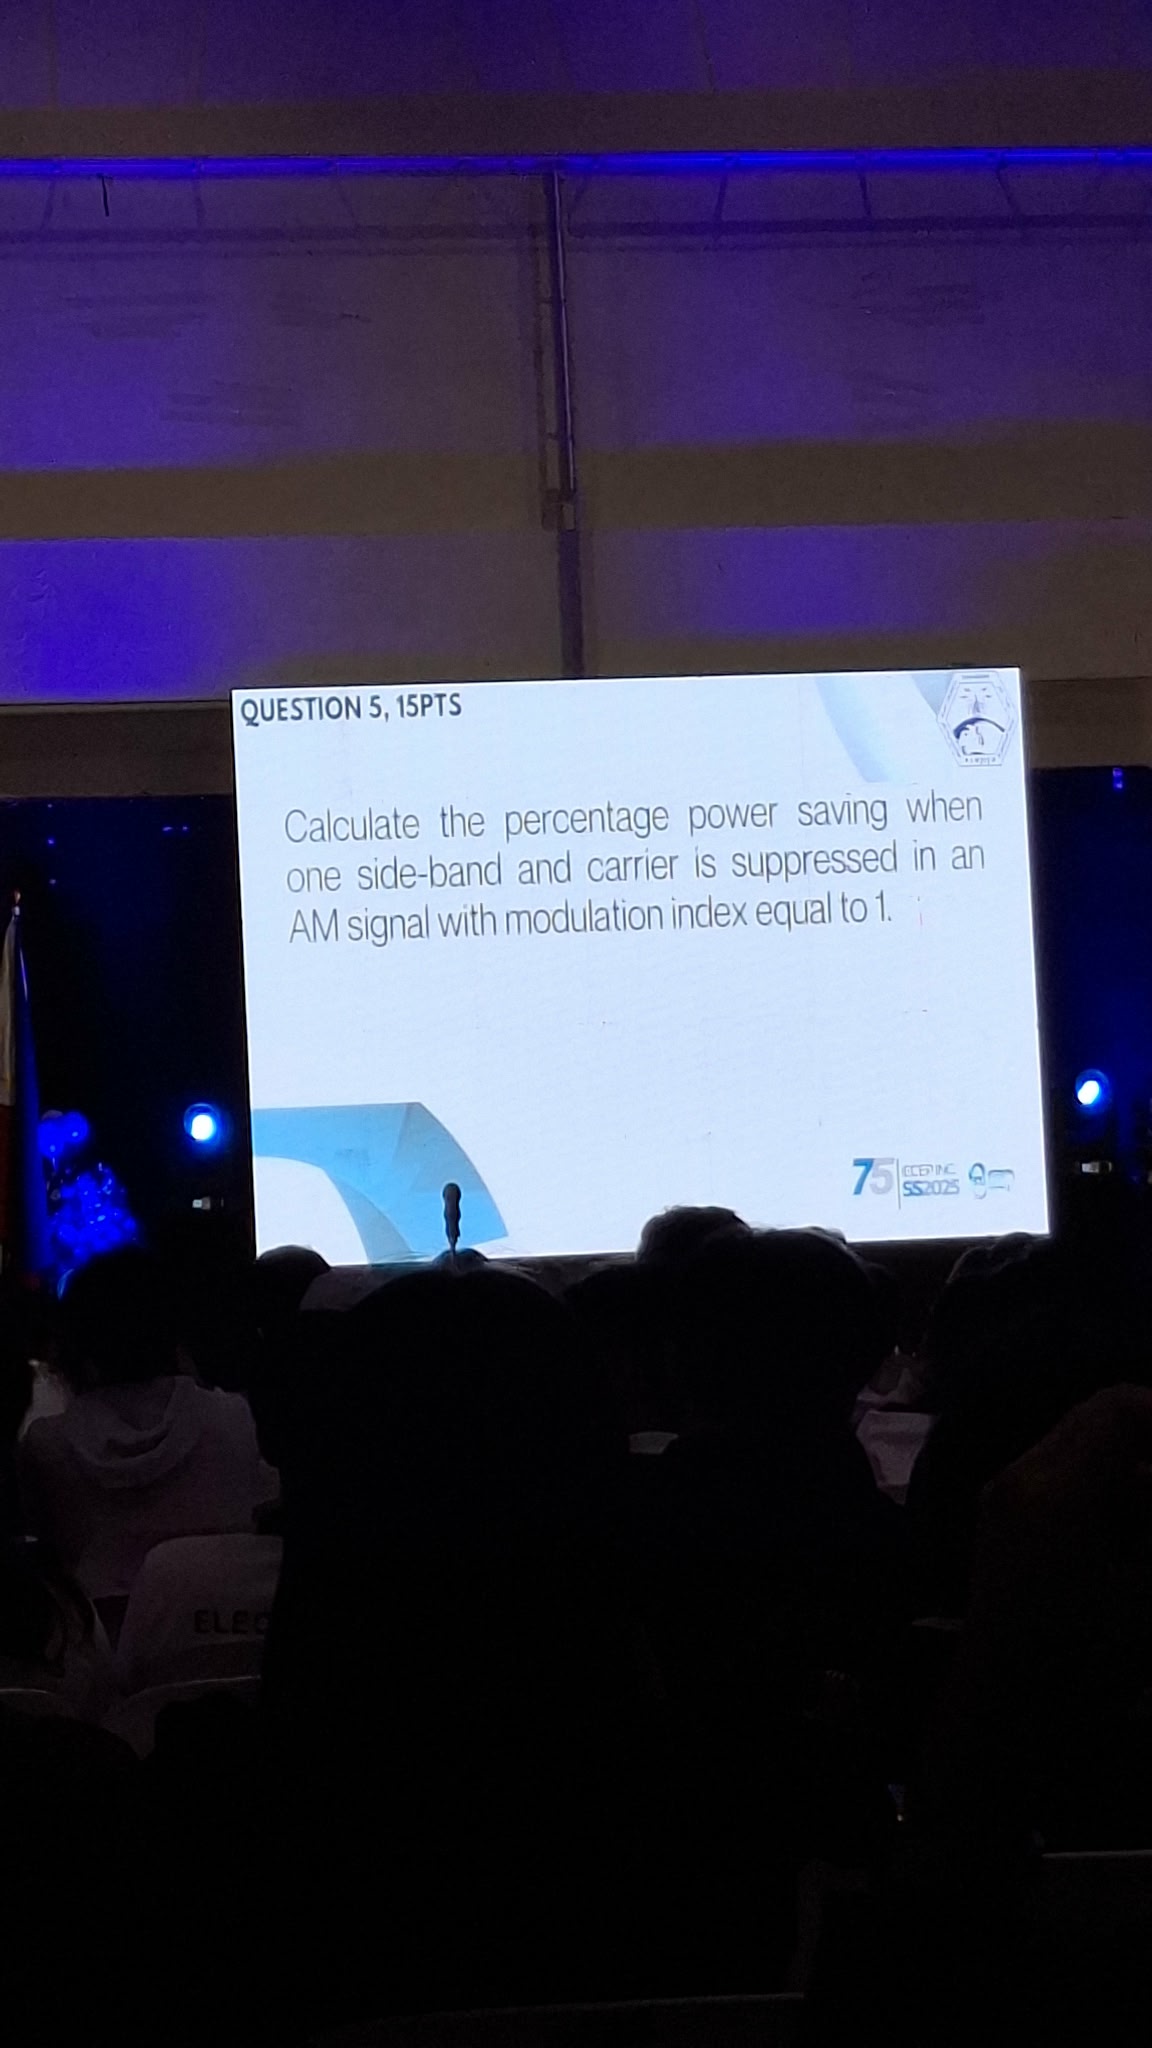 QUESTION 5, 15PTS
Calculate the percentage power saving when
one side-band and carrier is suppressed in an
AM signal with modulation index equal to 1.
75
SS2025
ELEC